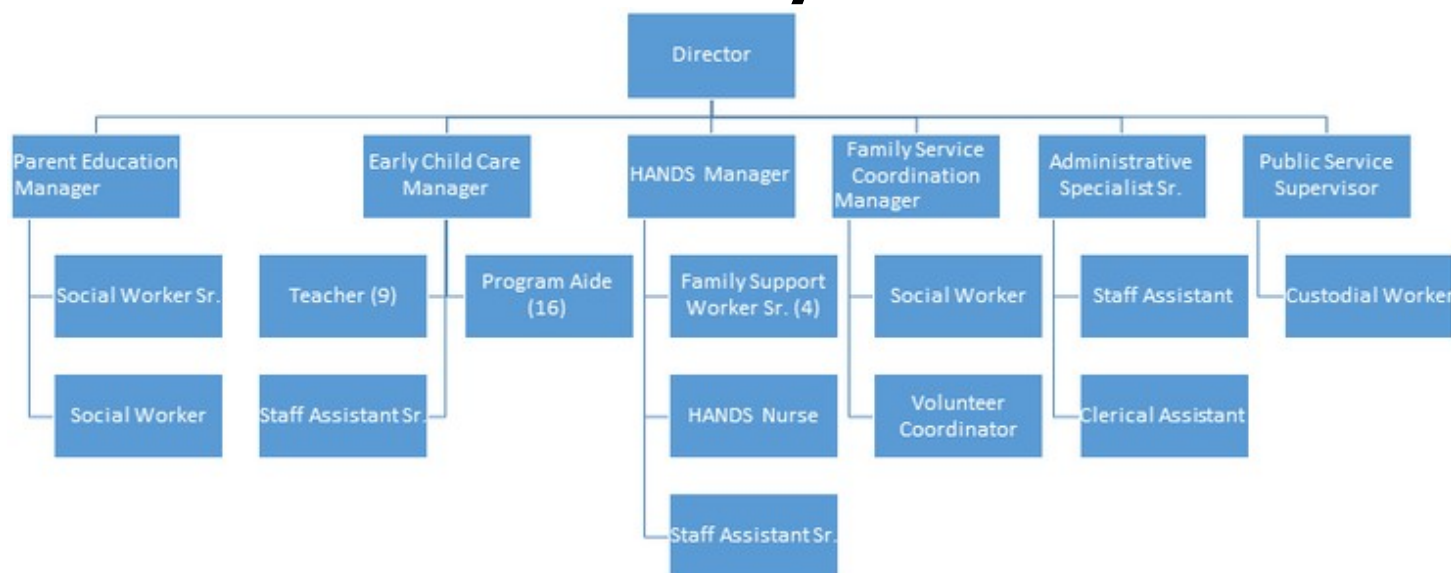 Director
Parent Education
Manager
Early Child Care
Manager
HANDS Manager
Family Service
Coordination
Manager
Administrative
Specialist Sr.
Public Service
Supervisor
Social Worker Sr.
Teacher (9)
Program Aide
(16)
Family Support
Worker Sr. (4)
Social Worker
Staff Assistant
Custodial Worker
Social Worker
Staff Assistant Sr.
HANDS Nurse
Volunteer
Coordinator
Clerical Assistant
Staff Assistant Sr.